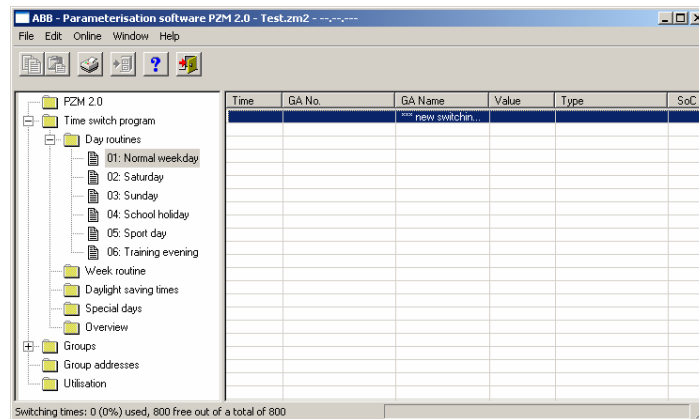 ABB - Parameterisation software PZM 2.0 - Test.zm2 - --.--.---
File Edit Online Window Help
PZM 2.0
Time switch program
Day routines
01: Normal weekday
02: Saturday
03: Sunday
04: School holiday
05: Sport day
06: Training evening
Week routine
Daylight saving times
Special days
Overview
Groups
Group addresses
Utilisation
Time GA No. GA Name Value Type SoC
*** new switchin...
Switching times: 0 (0%) used, 800 free out of a total of 800